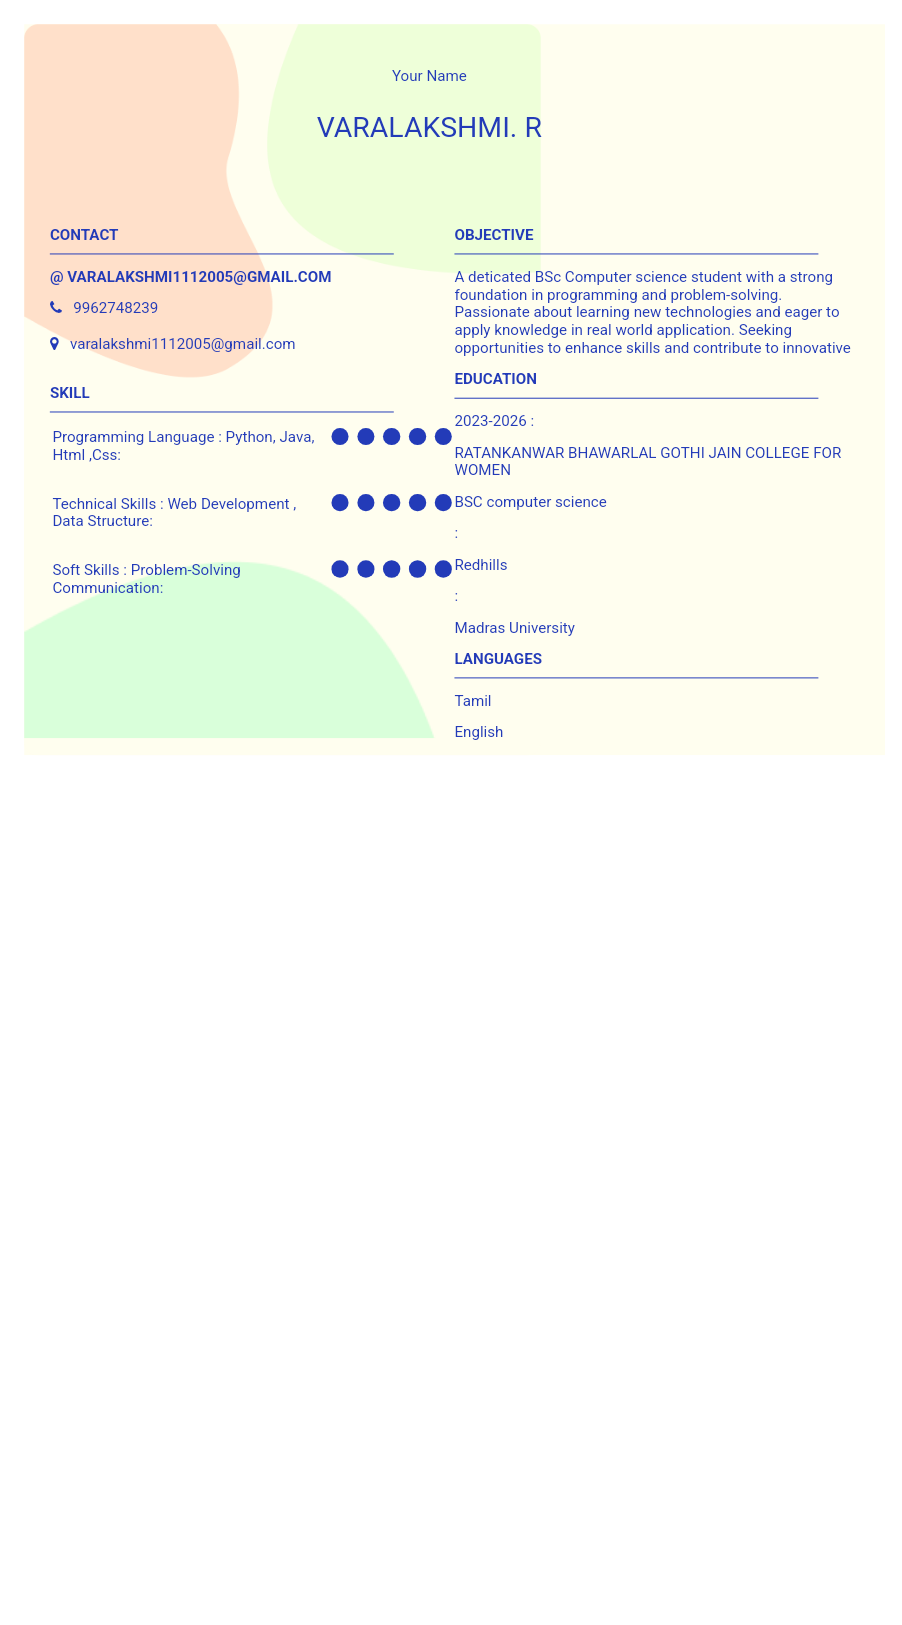 Your Name
VARALAKSHMI. R
CONTACT
@ VARALAKSHMI1112005@GMAIL.COM
9962748239
varalakshmi1112005@gmail.com
SKILL
Programming Language : Python, Java,
Html ,Css:
Technical Skills : Web Development ,
Data Structure:
Soft Skills : Problem-Solving
Communication:
OBJECTIVE
A deticated BSc Computer science student with a strong
foundation in programming and problem-solving.
Passionate about learning new technologies and eager to
apply knowledge in real world application. Seeking
opportunities to enhance skills and contribute to innovative
EDUCATION
2023-2026 :
RATANKANWAR BHAWARLAL GOTHI JAIN COLLEGE FOR
WOMEN
BSC computer science
:
Redhills
:
Madras University
LANGUAGES
Tamil
English